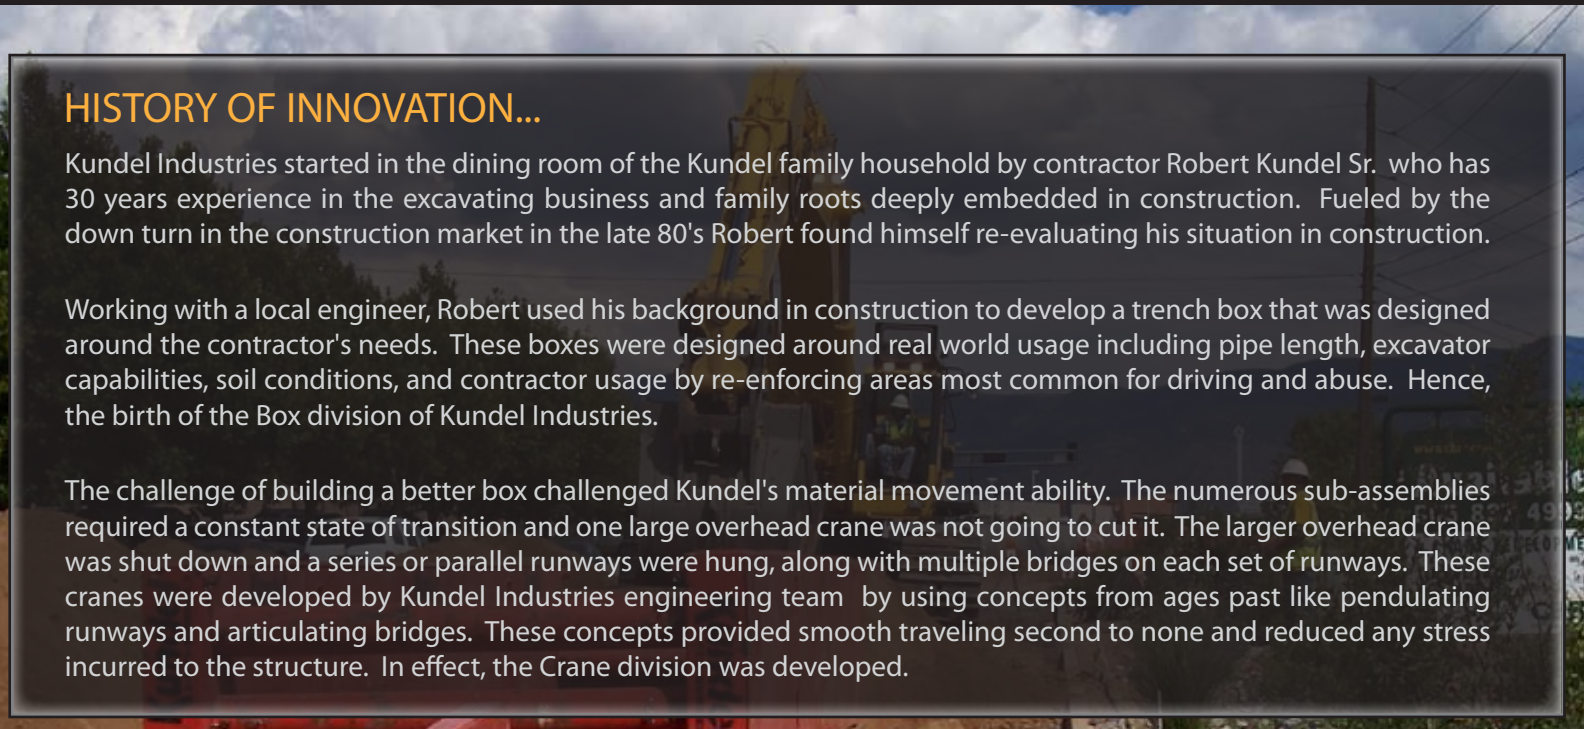 HISTORY OF INNOVATION...
Kundel Industries started in the dining room of the Kundel family household by contractor Robert Kundel Sr.  who has
30 years experience in the excavating business and family roots deeply embedded in construction.  Fueled by the
down turn in the construction market in the late 80's Robert found himself re-evaluating his situation in construction.
Working with a local engineer, Robert used his background in construction to develop a trench box that was designed
around the contractor's needs.  These boxes were designed around real world usage including pipe length, excavator
capabilities, soil conditions, and contractor usage by re-enforcing areas most common for driving and abuse.  Hence,
the birth of the Box division of Kundel Industries.
The challenge of building a better box challenged Kundel's material movement ability.  The numerous sub-assemblies
required a constant state of transition and one large overhead crane was not going to cut it.  The larger overhead crane
was shut down and a series or parallel runways were hung, along with multiple bridges on each set of runways.  These
cranes were developed by Kundel Industries engineering team  by using concepts from ages past like pendulating
runways and articulating bridges.  These concepts provided smooth traveling second to none and reduced any stress
incurred to the structure.  In effect, the Crane division was developed.